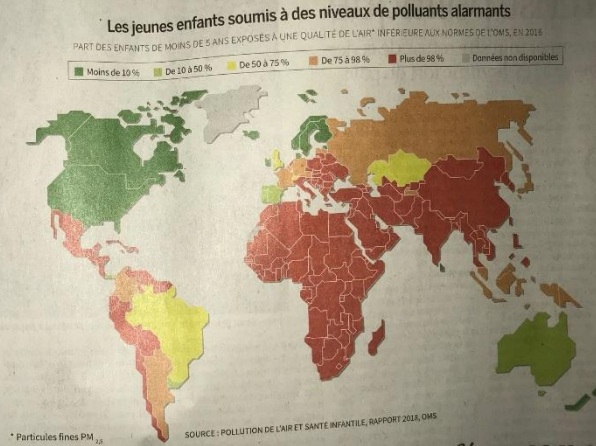 Les jeunes enfants soumis à des niveaux de polluants alarmants
PART DES ENFANTS DE MOINS DE 5 ANS EXPOSÉS À UNE QUALITÉ DE L'AIR* INFÉRIEURE AUX NORMES DE L'OMS, EN 2016
Moins de 10 % De 10 à 50 % De 50 à 75 % De 75 à 98 % Plus de 98 % Données non disponibles
* Particules fines PM 2,5
SOURCE : POLLUTION DE L'AIR ET SANTÉ INFANTILE, RAPPORT 2018, OMS